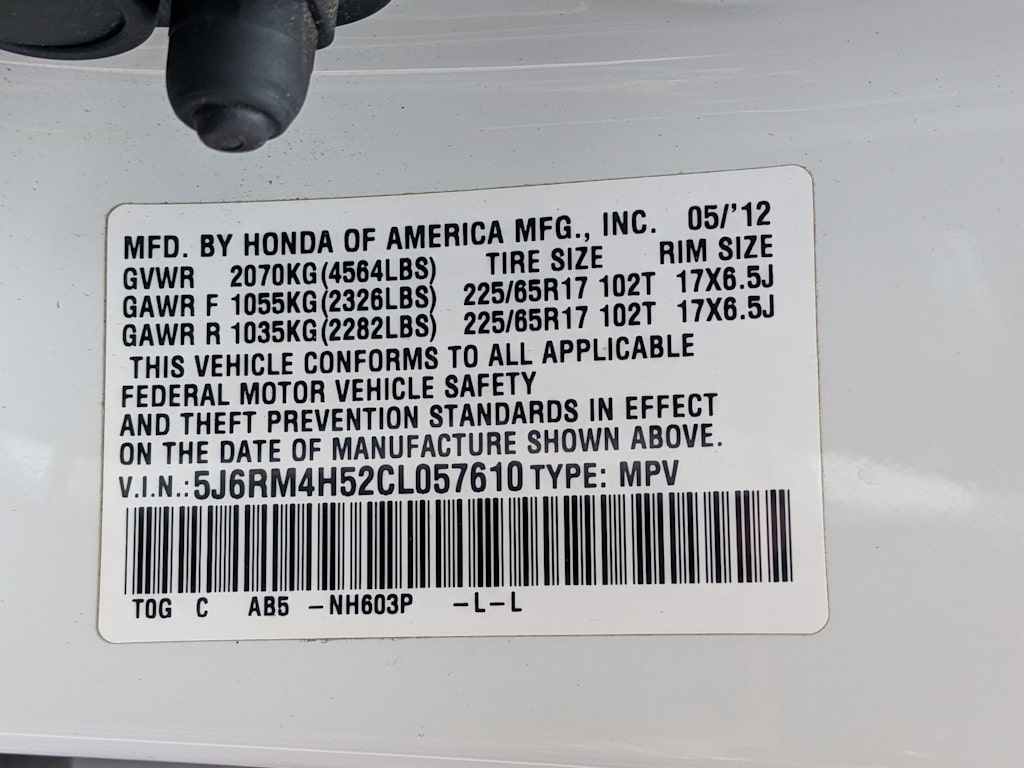 MFD. BY HONDA OF AMERICA MFG., INC. 05/'12
GVWR 2070KG(4564LBS) TIRE SIZE RIM SIZE
GAWR F 1055KG(2326LBS) 225/65R17 102T 17X6.5J
GAWR R 1035KG(2282LBS) 225/65R17 102T 17X6.5J
THIS VEHICLE CONFORMS TO ALL APPLICABLE
FEDERAL MOTOR VEHICLE SAFETY
AND THEFT PREVENTION STANDARDS IN EFFECT
ON THE DATE OF MANUFACTURE SHOWN ABOVE.
V.I.N.: 5J6RM4H52CL057610 TYPE: MPV
T0G C AB5 -NH603P -L-L